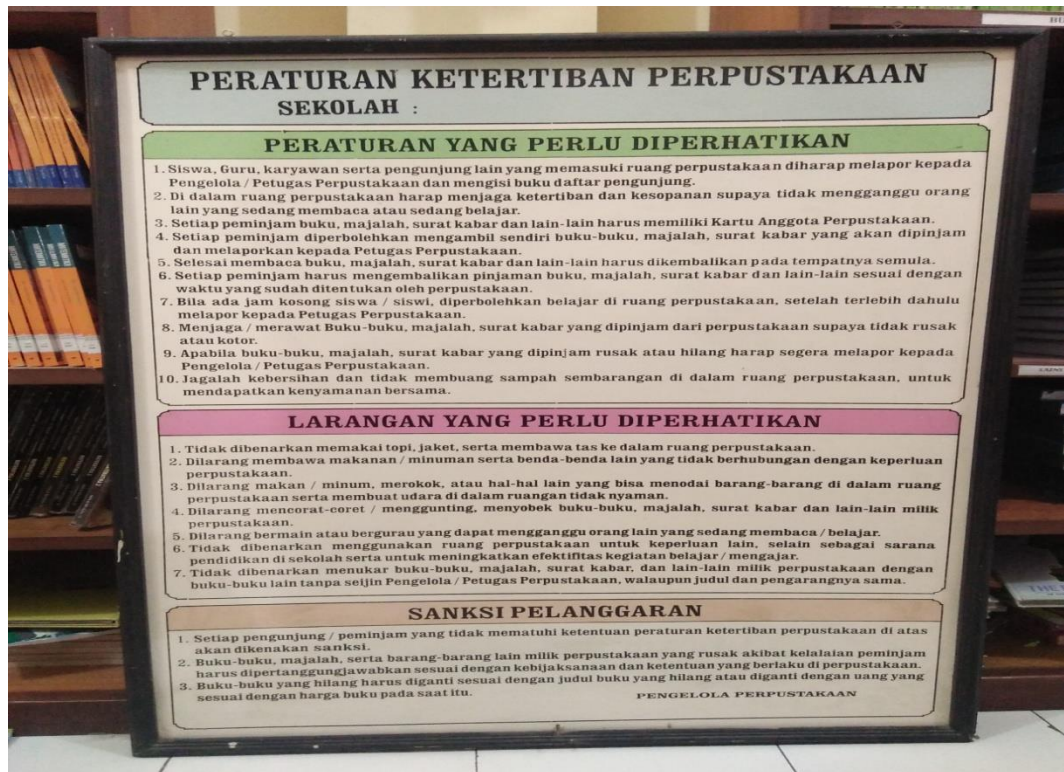 PERATURAN KETERTIBAN PERPUSTAKAAN
SEKOLAH :
PERATURAN YANG PERLU DIPERHATIKAN
1. Siswa, Guru, karyawan serta pengunjung lain yang memasuki ruang perpustakaan diharap melapor kepada
Pengelola / Petugas Perpustakaan dan mengisi buku daftar pengunjung.
2. Di dalam ruang perpustakaan harap menjaga ketertiban dan kesopanan supaya tidak mengganggu orang
lain yang sedang membaca atau sedang belajar.
3. Setiap peminjam buku, majalah, surat kabar dan lain-lain harus memiliki Kartu Anggota Perpustakaan.
4. Setiap peminjam diperbolehkan mengambil sendiri buku-buku, majalah, surat kabar yang akan dipinjam
dan melaporkan kepada Petugas Perpustakaan.
5. Selesai membaca buku, majalah, surat kabar dan lain-lain harus dikembalikan pada tempatnya semula.
6. Setiap peminjam harus mengembalikan pinjaman buku, majalah, surat kabar dan lain-lain sesuai dengan
waktu yang sudah ditentukan oleh perpustakaan.
7. Bila ada jam kosong siswa / siswi, diperbolehkan belajar di ruang perpustakaan, setelah terlebih dahulu
melapor kepada Petugas Perpustakaan.
8. Menjaga / merawat Buku-buku, majalah, surat kabar yang dipinjam dari perpustakaan supaya tidak rusak
atau kotor.
9. Apabila buku-buku, majalah, surat kabar yang dipinjam rusak atau hilang harap segera melapor kepada
Pengelola / Petugas Perpustakaan.
10. Jagalah kebersihan dan tidak membuang sampah sembarangan di dalam ruang perpustakaan, untuk
mendapatkan kenyamanan bersama.
LARANGAN YANG PERLU DIPERHATIKAN
1. Tidak dibenarkan memakai topi, jaket, serta membawa tas ke dalam ruang perpustakaan.
2. Dilarang membawa makanan / minuman serta benda-benda lain yang tidak berhubungan dengan keperluan
perpustakaan.
3. Dilarang makan / minum, merokok, atau hal-hal lain yang bisa menodai barang-barang di dalam ruang
perpustakaan serta membuat udara di dalam ruangan tidak nyaman.
4. Dilarang mencorat-coret / menggunting, menyobek buku-buku, majalah, surat kabar dan lain-lain milik
perpustakaan.
5. Dilarang bermain atau bergurau yang dapat mengganggu orang lain yang sedang membaca / belajar.
6. Tidak dibenarkan menggunakan ruang perpustakaan untuk keperluan lain, selain sebagai sarana
pendidikan di sekolah serta untuk meningkatkan efektifitas kegiatan belajar / mengajar.
7. Tidak dibenarkan menukar buku-buku, majalah, surat kabar, dan lain-lain milik perpustakaan dengan
buku-buku lain tanpa seijin Pengelola / Petugas Perpustakaan, walaupun judul dan pengarangnya sama.
SANKSI PELANGGARAN
1. Setiap pengunjung / peminjam yang tidak mematuhi ketentuan peraturan ketertiban perpustakaan di atas
akan dikenakan sanksi.
2. Buku-buku, majalah, serta barang-barang lain milik perpustakaan yang rusak akibat kelalaian peminjam
harus dipertanggungjawabkan sesuai dengan kebijaksanaan dan ketentuan yang berlaku di perpustakaan.
3. Buku-buku yang hilang harus diganti sesuai dengan judul buku yang hilang atau diganti dengan uang yang
sesuai dengan harga buku pada saat itu.
PENGELOLA PERPUSTAKAAN